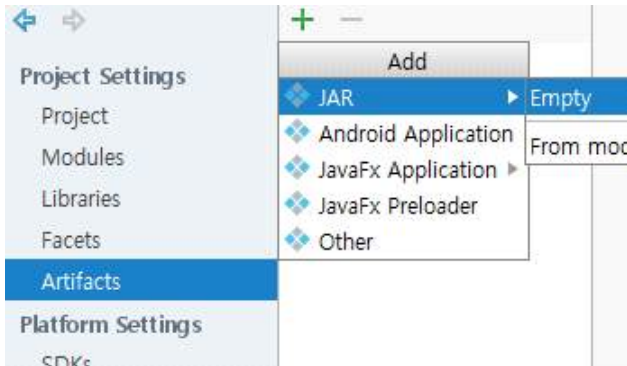 Project Settings
Project
Modules
Libraries
Facets
Artifacts
Platform Settings
SDKs
Add
JAR
Android Application
JavaFx Application
JavaFx Preloader
Other
Empty
From mod